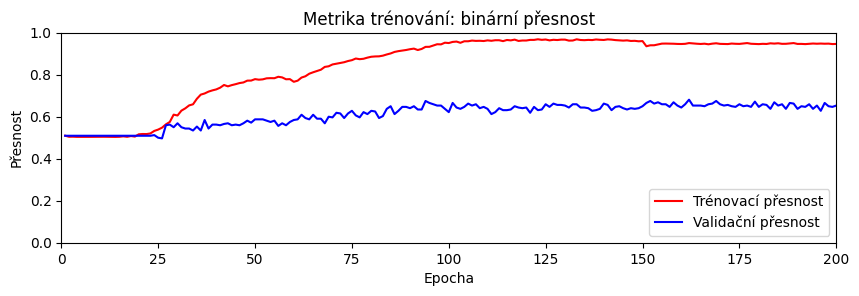 Metrika trénování: binární přesnost
Přesnost
1.0
0.8
0.6
0.4
0.2
0.0
0 25 50 75 100 125 150 175 200
Epocha
Trénovací přesnost
Validační přesnost